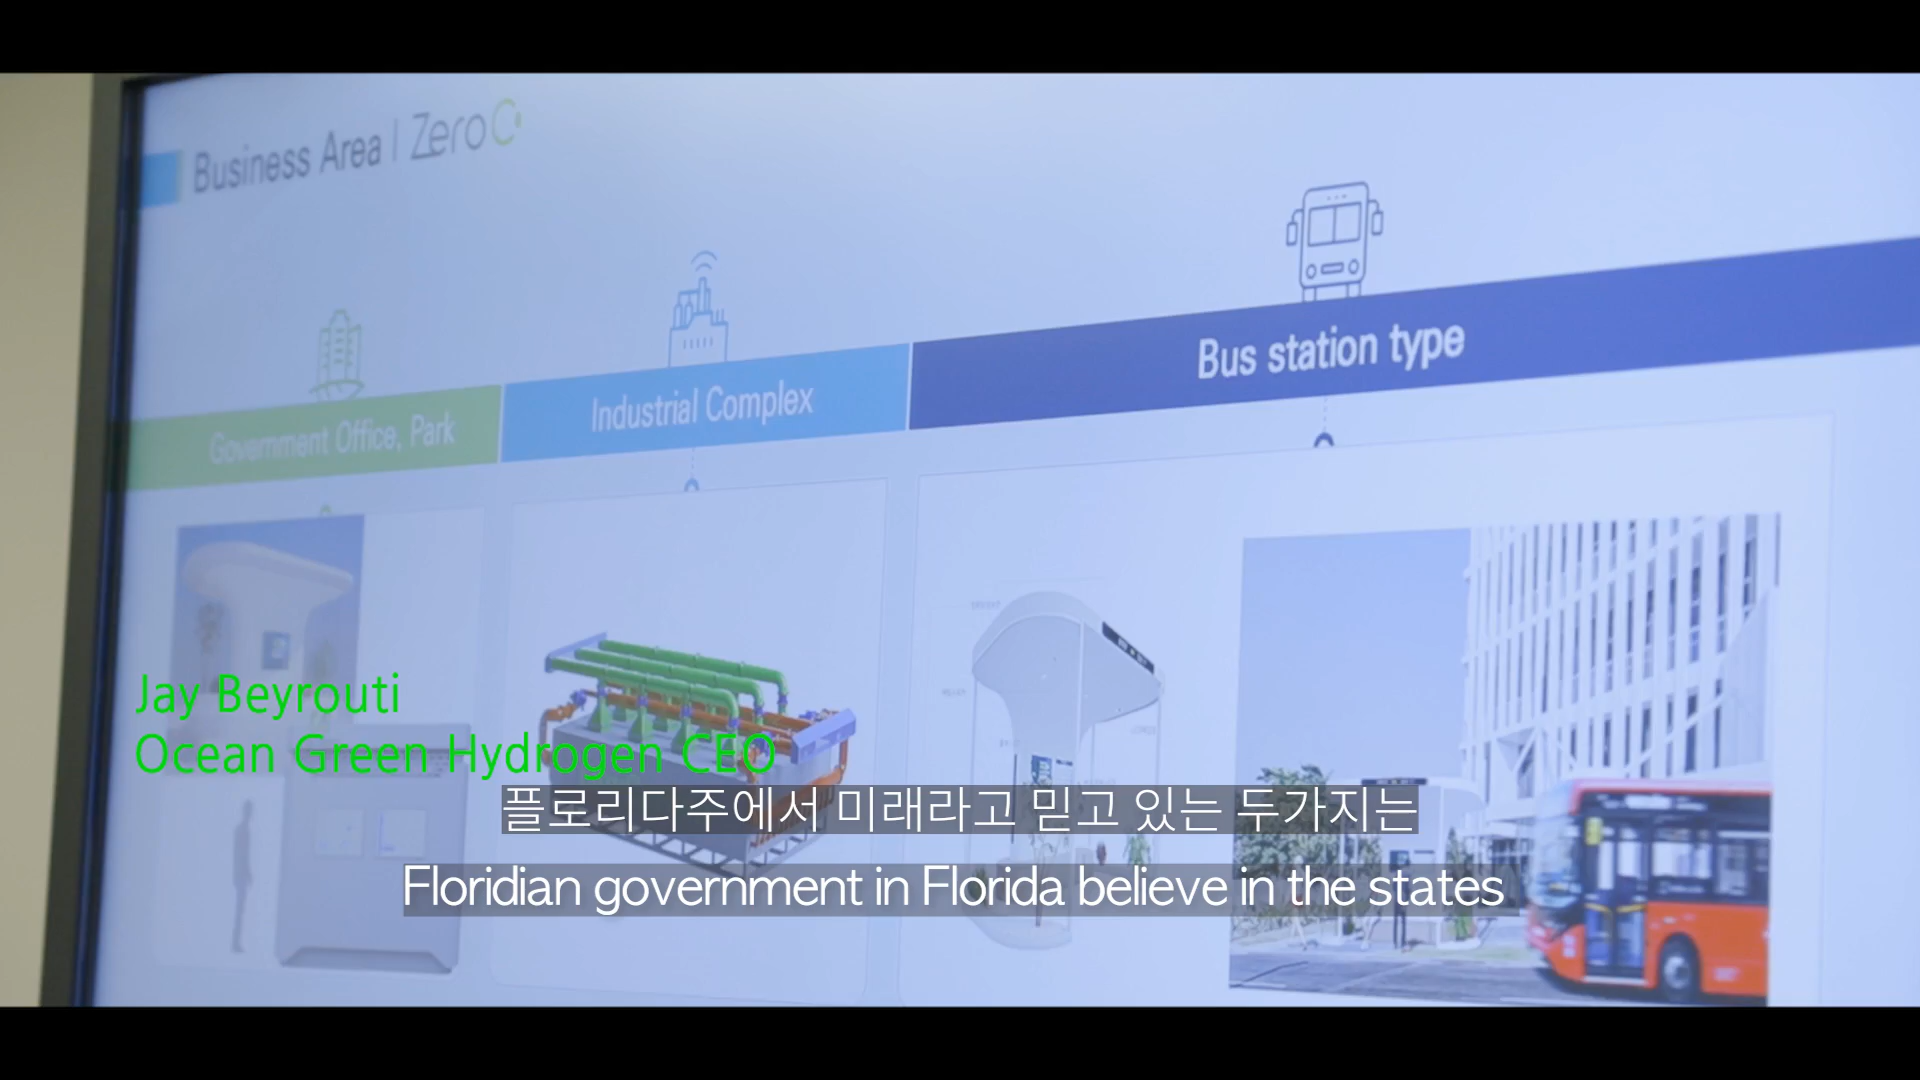 Business Area | ZeroC
Government Office, Park
Industrial Complex
Bus station type
Jay Beyrouti
Ocean Green Hydrogen CEO
플로리다주에서 미래라고 믿고 있는 두가지는
Floridian government in Florida believe in the states